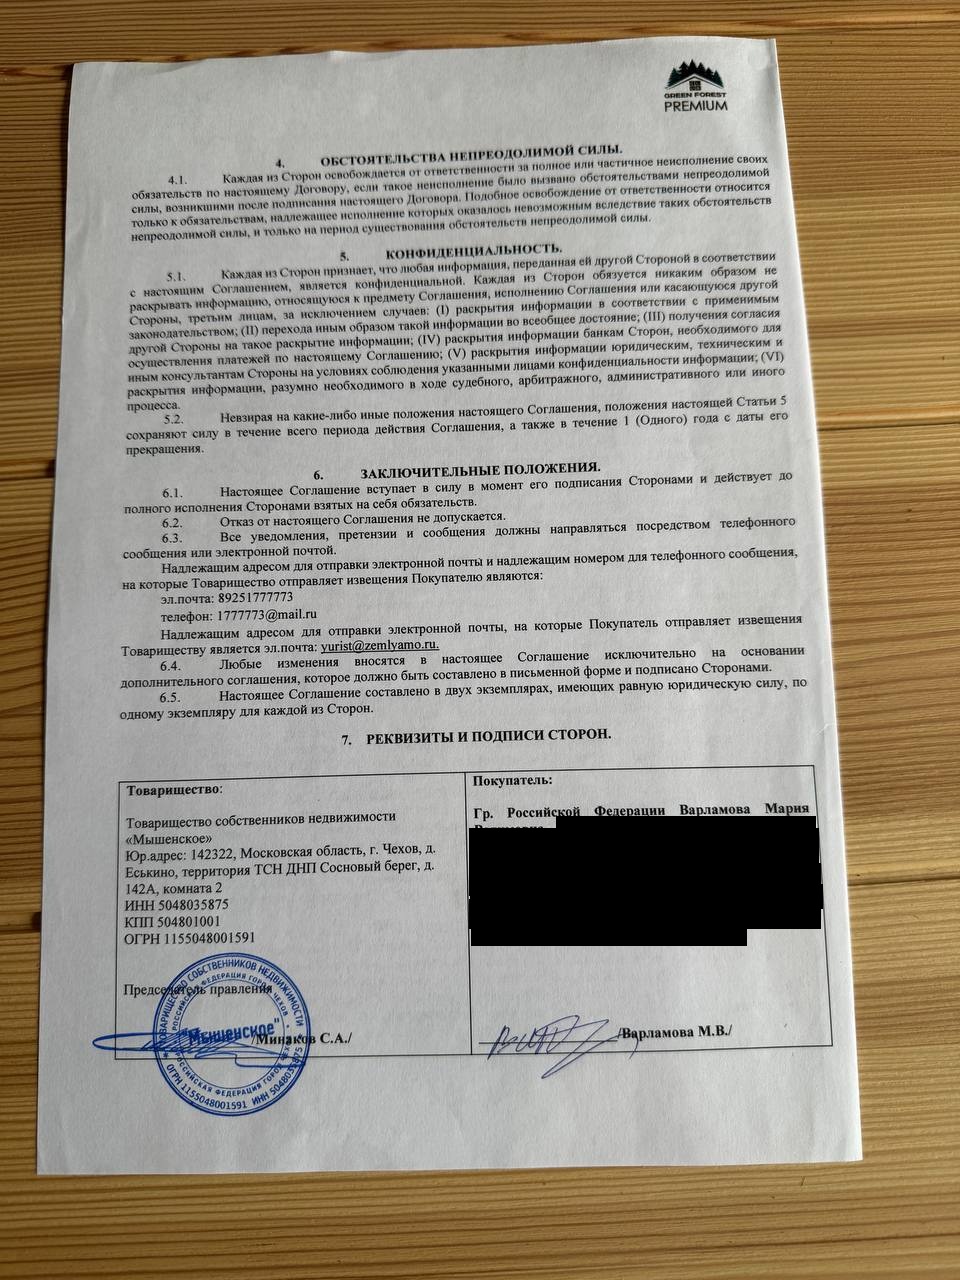 GREEN FOREST
PREMIUM
4. ОБСТОЯТЕЛЬСТВА НЕПРЕОДОЛИМОЙ СИЛЫ.
4.1. Каждая из Сторон освобождается от ответственности за полное или частичное неисполнение своих
обязательств по настоящему Договору, если такое неисполнение было вызвано обстоятельствами непреодолимой
силы, возникшими после подписания настоящего Договора. Подобное освобождение от ответственности относится
только к обязательствам, надлежащее исполнение которых оказалось невозможным вследствие таких обстоятельств
непреодолимой силы, и только на период существования обстоятельств непреодолимой силы.
5. КОНФИДЕНЦИАЛЬНОСТЬ.
5.1. Каждая из Сторон признает, что любая информация, переданная ей другой Стороной в соответствии
с настоящим Соглашением, является конфиденциальной. Каждая из Сторон обязуется никаким образом не
раскрывать информацию, относящуюся к предмету Соглашения, исполнению Соглашения или касающуюся другой
Стороны, третьим лицам, за исключением случаев: (I) раскрытия информации в соответствии с применимым
законодательством; (II) перехода иным образом такой информации во всеобщее достояние; (III) получения согласия
другой Стороны на такое раскрытие информации; (IV) раскрытия информации банкам Сторон, необходимого для
осуществления платежей по настоящему Соглашению; (V) раскрытия информации юридическим, техническим и
иным консультантам Стороны на условиях соблюдения указанными лицами конфиденциальности информации; (VI)
раскрытия информации, разумно необходимого в ходе судебного, арбитражного, административного или иного
процесса.
5.2. Невзирая на какие-либо иные положения настоящего Соглашения, положения настоящей Статьи 5
сохраняют силу в течение всего периода действия Соглашения, а также в течение 1 (Одного) года с даты его
прекращения.
6. ЗАКЛЮЧИТЕЛЬНЫЕ ПОЛОЖЕНИЯ.
6.1. Настоящее Соглашение вступает в силу в момент его подписания Сторонами и действует до
полного исполнения Сторонами взятых на себя обязательств.
6.2. Отказ от настоящего Соглашения не допускается.
6.3. Все уведомления, претензии и сообщения должны направляться посредством телефонного
сообщения или электронной почтой.
Надлежащим адресом для отправки электронной почты и надлежащим номером для телефонного сообщения,
на которые Товарищество отправляет извещения Покупателю являются:
эл.почта: 89251777773
телефон: 1777773@mail.ru
Надлежащим адресом для отправки электронной почты, на которые Покупатель отправляет извещения
Товариществу является эл.почта: yurist@zemlyamo.ru.
6.4. Любые изменения вносятся в настоящее Соглашение исключительно на основании
дополнительного соглашения, которое должно быть составлено в письменной форме и подписано Сторонами.
6.5. Настоящее Соглашение составлено в двух экземплярах, имеющих равную юридическую силу, по
одному экземпляру для каждой из Сторон.
7. РЕКВИЗИТЫ И ПОДПИСИ СТОРОН.
Товарищество:
Товарищество собственников недвижимости
«Мышенское»
Юр.адрес: 142322, Московская область, г. Чехов, д.
Еськино, территория ТСН ДНП Сосновый берег, д.
142А, комната 2
ИНН 5048035875
КПП 504801001
ОГРН 1155048001591
Председатель правления
/Минаков С.А./
ТОВАРИЩЕСТВО СОБСТВЕННИКОВ НЕДВИЖИМОСТИ
ОГРН 1155048001591 ИНН 5048035875
РОССИЙСКАЯ ФЕДЕРАЦИЯ ГОРОД ЧЕХОВ
РОССИЙСКАЯ ФЕДЕРАЦИЯ ГОРОД ЧЕХОВ
"Мышенское"
Покупатель:
Гр. Российской Федерации Варламова Мария
/Варламова М.В./